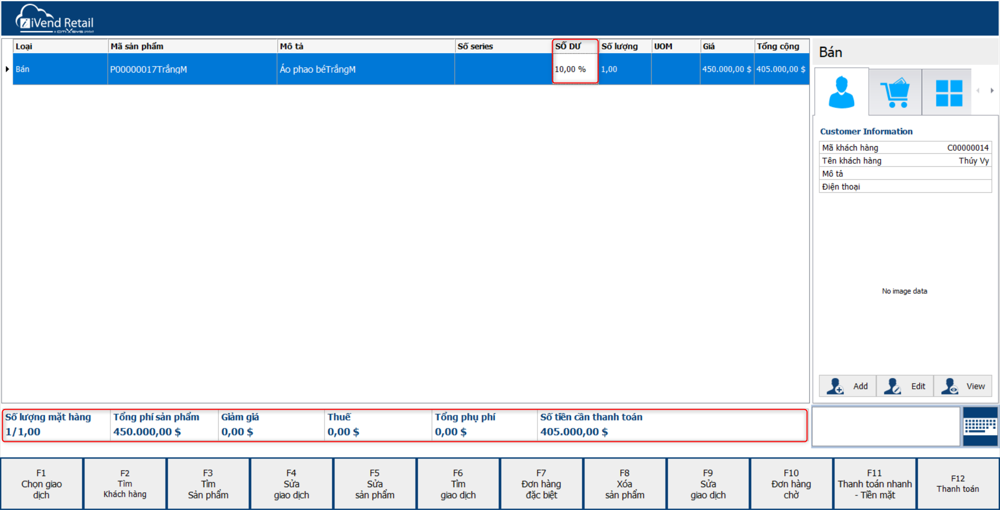 iVend Retail
a CitiXsys product
Loại Mã sản phẩm Mô tả Số series SỐ DƯ Số lượng UOM Giá Tổng cộng
Bán P00000017TrắngM Áo phao béTrắngM 10,00 % 1,00 450.000,00 $ 405.000,00 $
Bán
Customer Information
Mã khách hàng C00000014
Tên khách hàng Thúy Vy
Mô tả
Điện thoại
No image data
Add Edit View
Số lượng mặt hàng Tổng phí sản phẩm Giảm giá Thuế Tổng phụ phí Số tiền cần thanh toán
1/1,00 450.000,00 $ 0,00 $ 0,00 $ 0,00 $ 405.000,00 $
F1
Chọn giao
dịch
F2
Tìm
Khách hàng
F3
Tìm
Sản phẩm
F4
Sửa
giao dịch
F5
Sửa
sản phẩm
F6
Tìm
giao dịch
F7
Đơn hàng
đặc biệt
F8
Xóa
sản phẩm
F9
Sửa
giao dịch
F10
Đơn hàng
chờ
F11
Thanh toán nhanh
- Tiền mặt
F12
Thanh toán